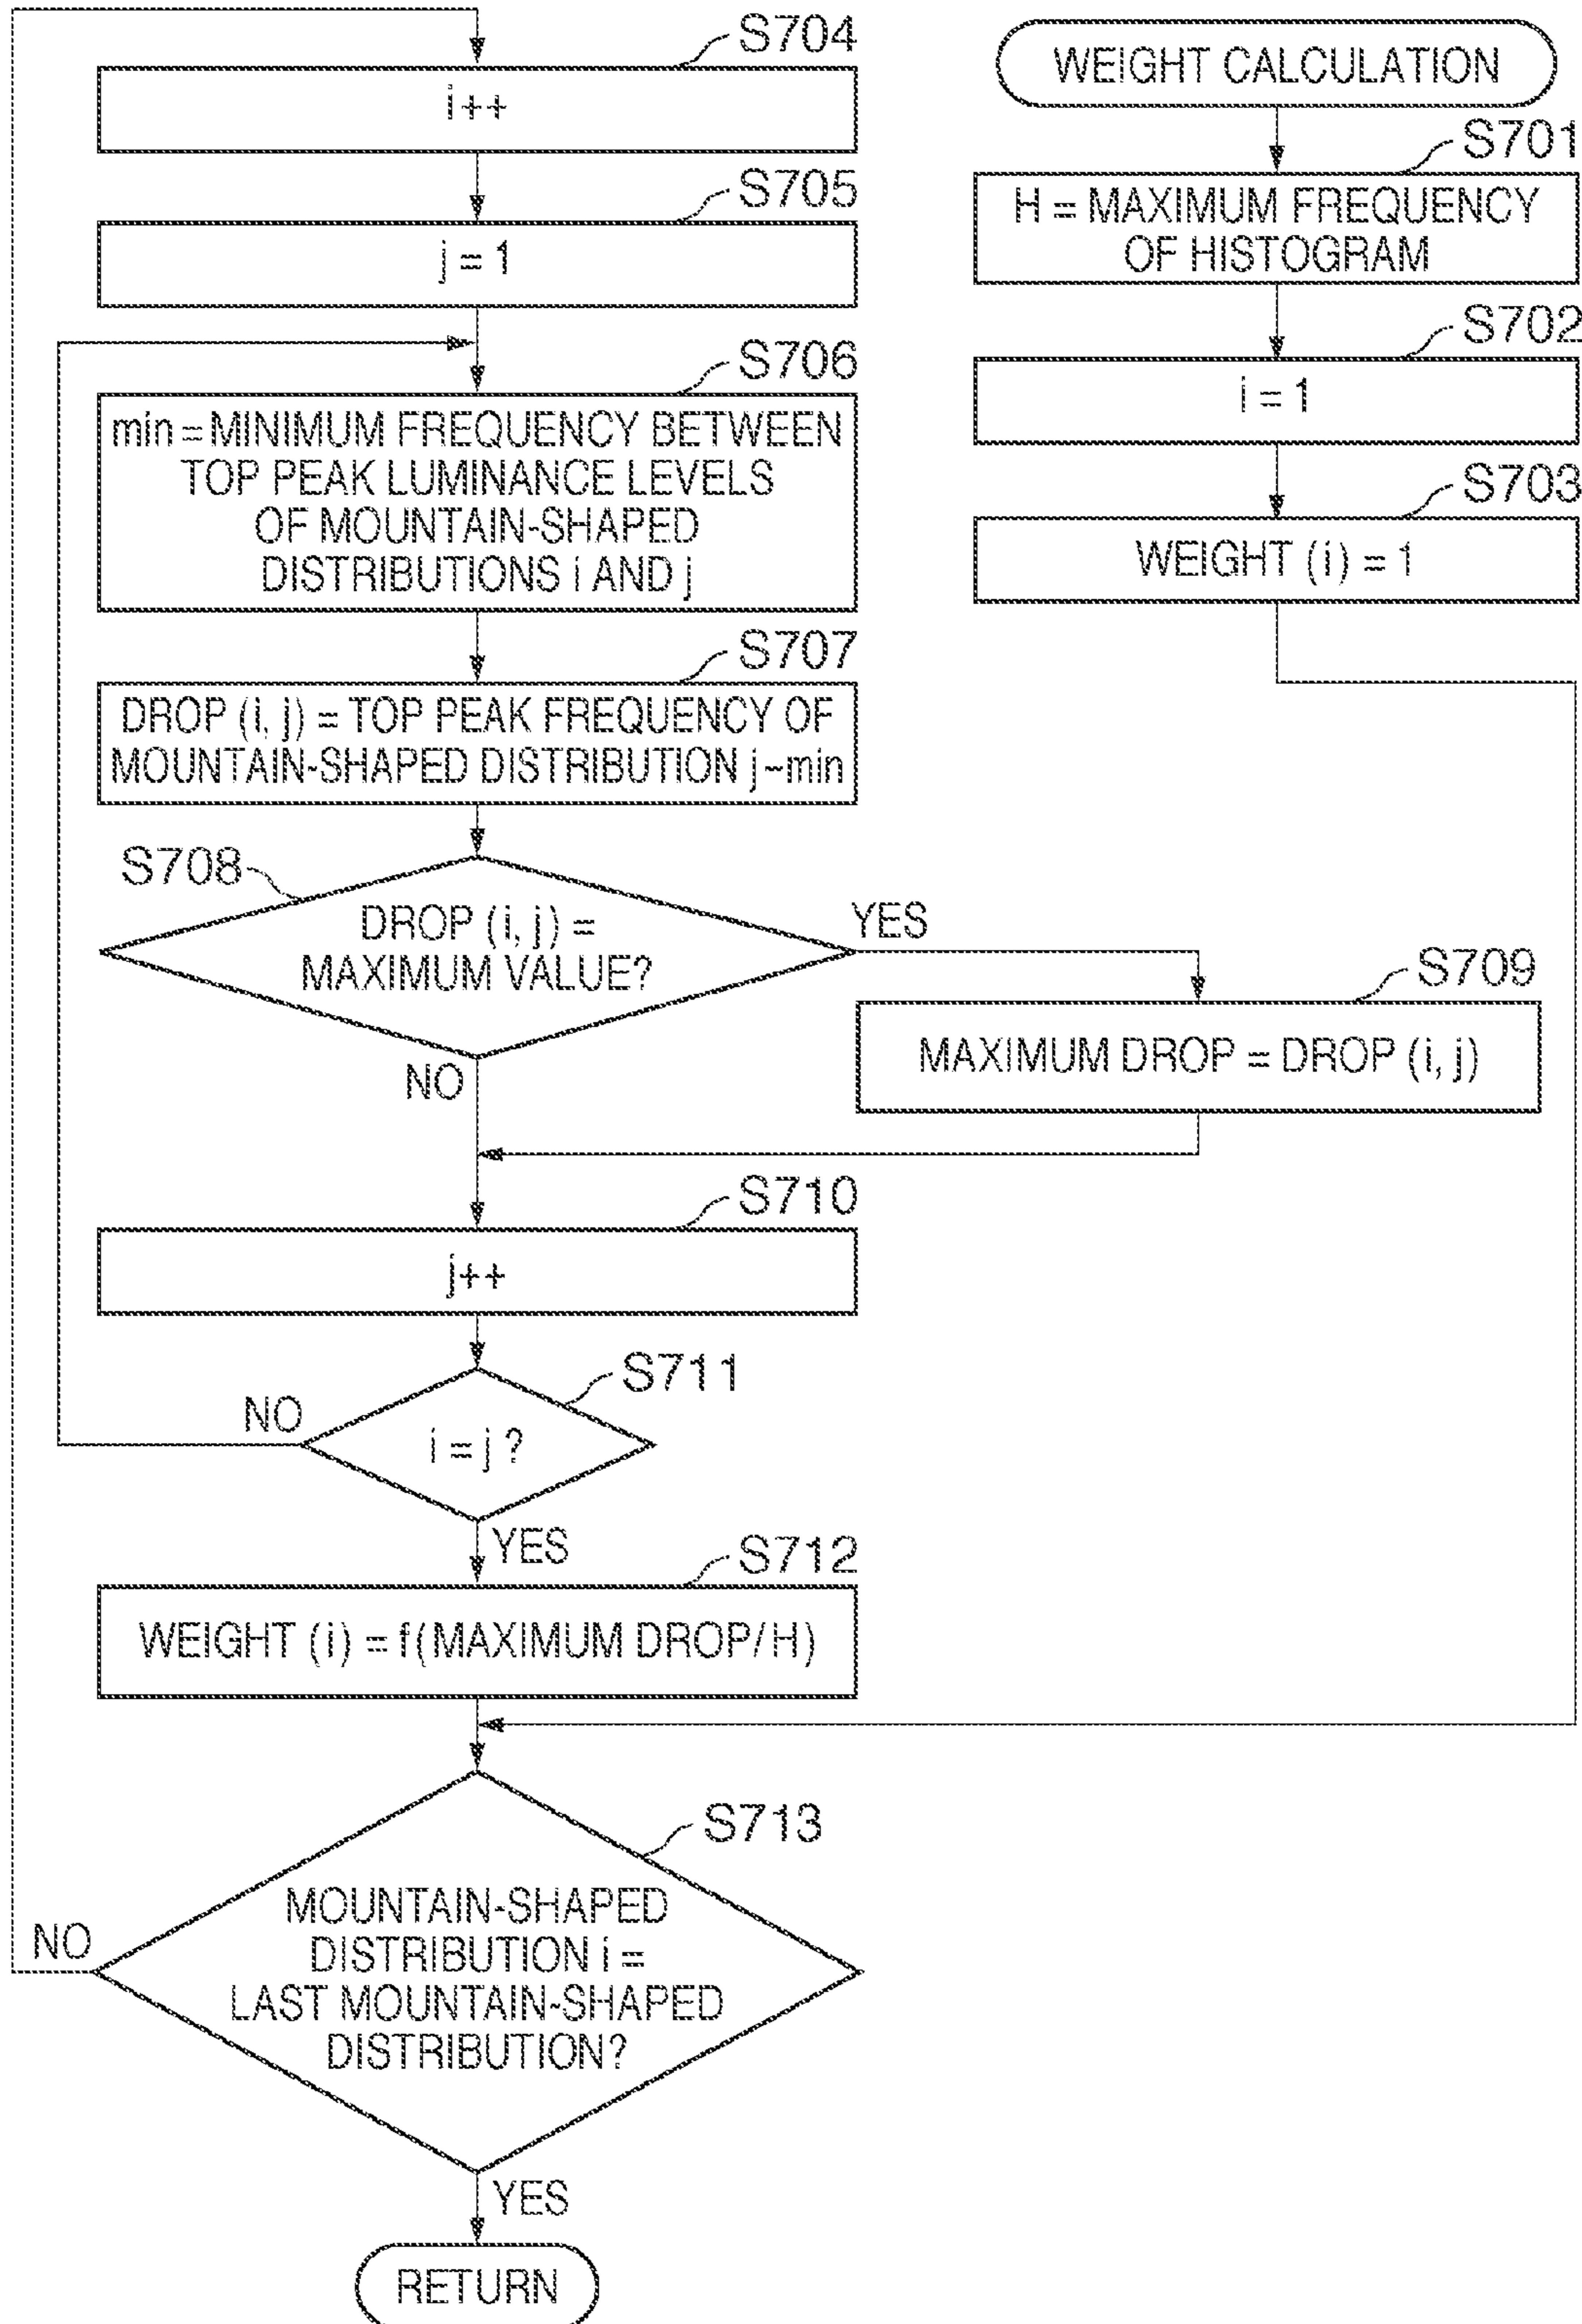 WEIGHT CALCULATION
S701
H = MAXIMUM FREQUENCY
OF HISTOGRAM
S702
i = 1
S703
WEIGHT (i) = 1
S704
i++
S705
j = 1
S706
min = MINIMUM FREQUENCY BETWEEN
TOP PEAK LUMINANCE LEVELS
OF MOUNTAIN-SHAPED
DISTRIBUTIONS i AND j
S707
DROP (i, j) = TOP PEAK FREQUENCY OF
MOUNTAIN-SHAPED DISTRIBUTION j–min
S708
DROP (i, j) =
MAXIMUM VALUE?
YES
NO
S709
MAXIMUM DROP = DROP (i, j)
S710
j++
S711
i = j ?
NO
YES
S712
WEIGHT (i) = f(MAXIMUM DROP/H)
S713
MOUNTAIN-SHAPED
DISTRIBUTION i =
LAST MOUNTAIN-SHAPED
DISTRIBUTION?
NO
YES
RETURN